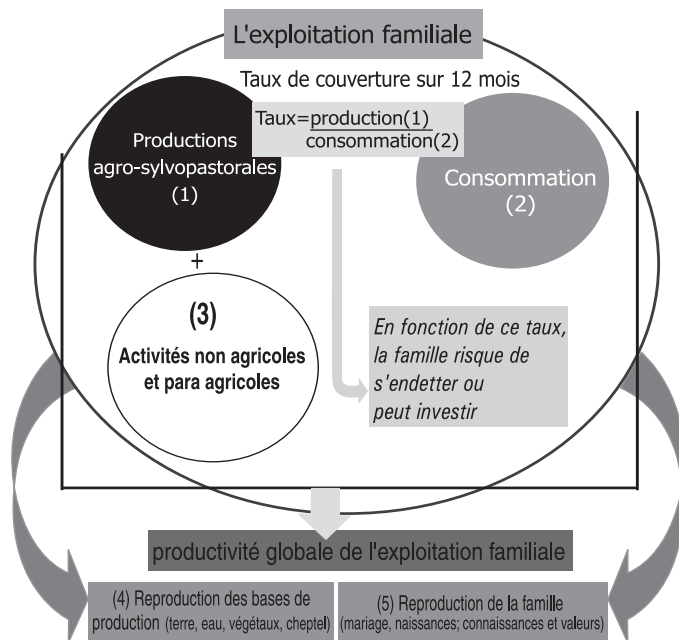 L'exploitation familiale
Taux de couverture sur 12 mois
Taux=production(1)
consommation(2)
Productions
agro-sylvopastorales
(1)
Consommation
(2)
+
(3)
Activités non agricoles
et para agricoles
En fonction de ce taux,
la famille risque de
s'endetter ou
peut investir
productivité globale de l'exploitation familiale
(4) Reproduction des bases de
production (terre, eau, végétaux, cheptel)
(5) Reproduction de la famille
(mariage, naissances; connaissances et valeurs)